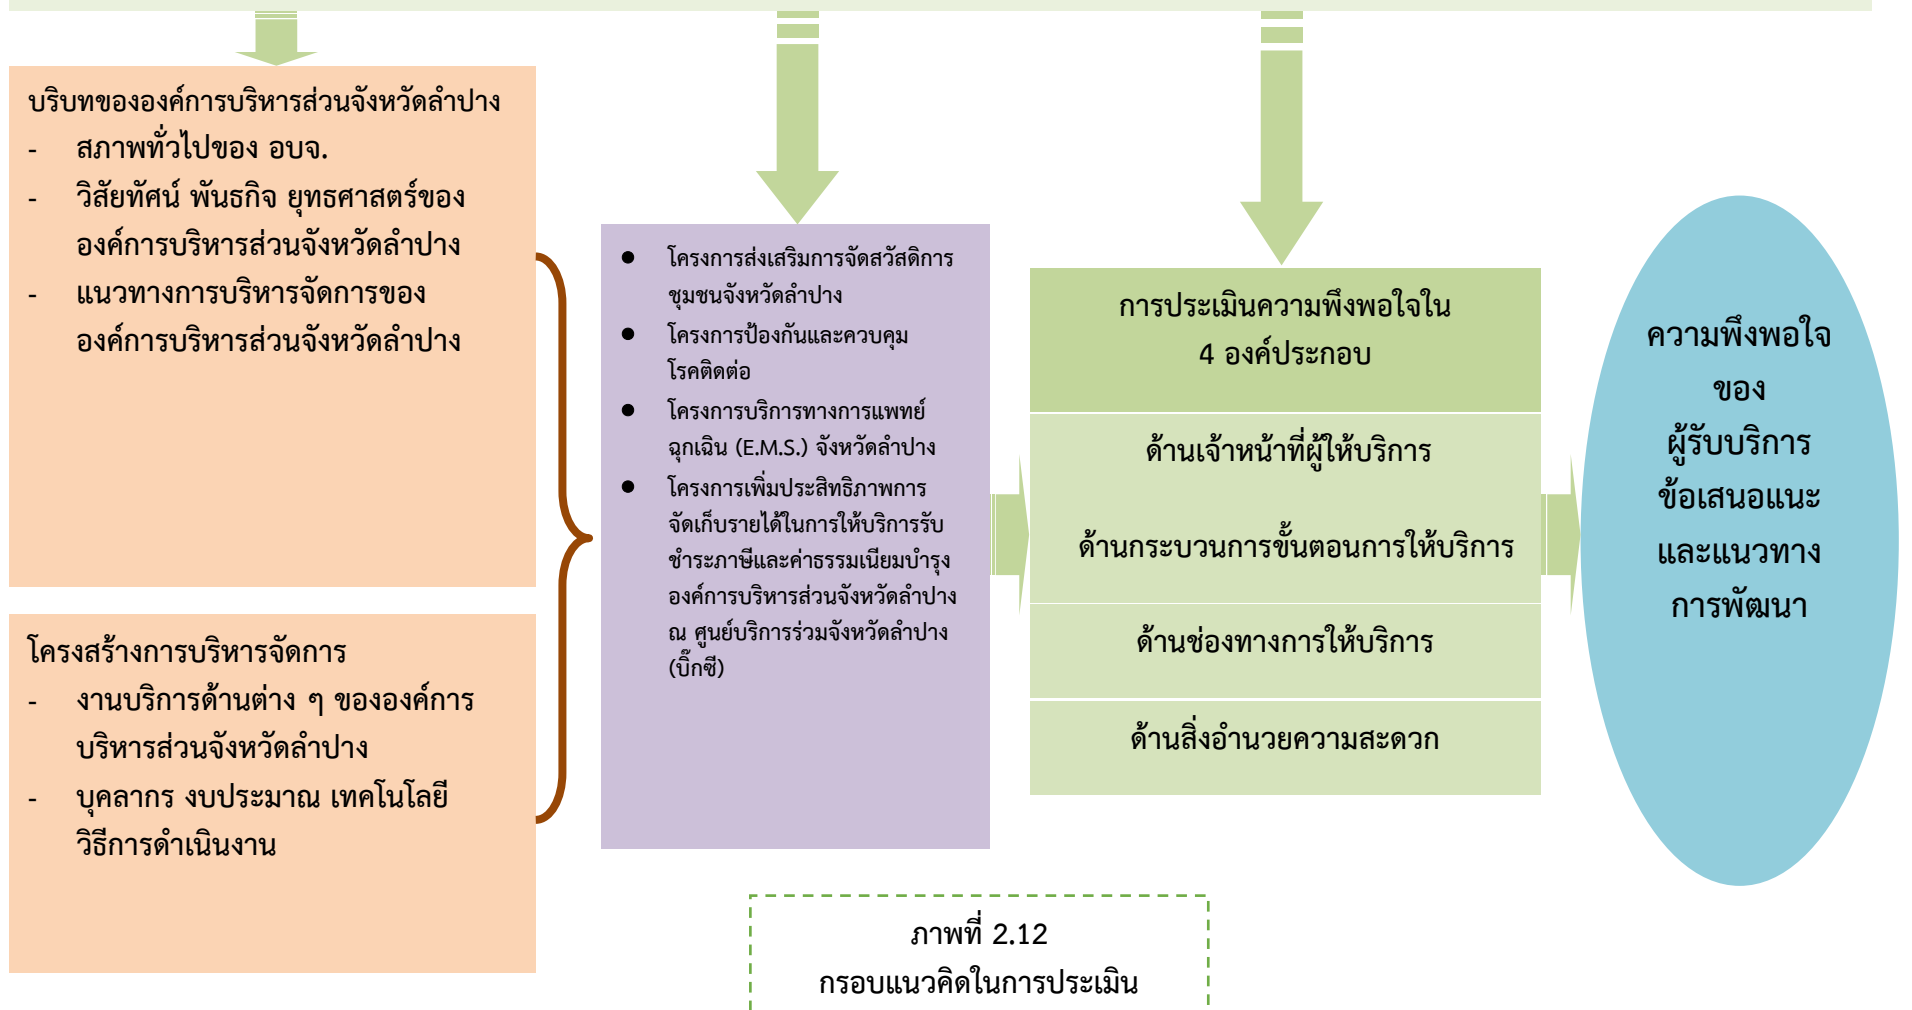 บริบทขององค์การบริหารส่วนจังหวัดลำปาง
- สภาพทั่วไปของ อบจ.
- วิสัยทัศน์ พันธกิจ ยุทธศาสตร์ของ
องค์การบริหารส่วนจังหวัดลำปาง
- แนวทางการบริหารจัดการของ
องค์การบริหารส่วนจังหวัดลำปาง
โครงสร้างการบริหารจัดการ
- งานบริการด้านต่าง ๆ ขององค์การ
บริหารส่วนจังหวัดลำปาง
- บุคลากร งบประมาณ เทคโนโลยี
วิธีการดำเนินงาน
● โครงการส่งเสริมการจัดสวัสดิการ
ชุมชนจังหวัดลำปาง
● โครงการป้องกันและควบคุม
โรคติดต่อ
● โครงการบริการทางการแพทย์
ฉุกเฉิน (E.M.S.) จังหวัดลำปาง
● โครงการเพิ่มประสิทธิภาพการ
จัดเก็บรายได้ในการให้บริการรับ
ชำระภาษีและค่าธรรมเนียมบำรุง
องค์การบริหารส่วนจังหวัดลำปาง
ณ ศูนย์บริการร่วมจังหวัดลำปาง
(บิ๊กซี)
การประเมินความพึงพอใจใน
4 องค์ประกอบ
ด้านเจ้าหน้าที่ผู้ให้บริการ
ด้านกระบวนการขั้นตอนการให้บริการ
ด้านช่องทางการให้บริการ
ด้านสิ่งอำนวยความสะดวก
ความพึงพอใจ
ของ
ผู้รับบริการ
ข้อเสนอแนะ
และแนวทาง
การพัฒนา
ภาพที่ 2.12
กรอบแนวคิดในการประเมิน